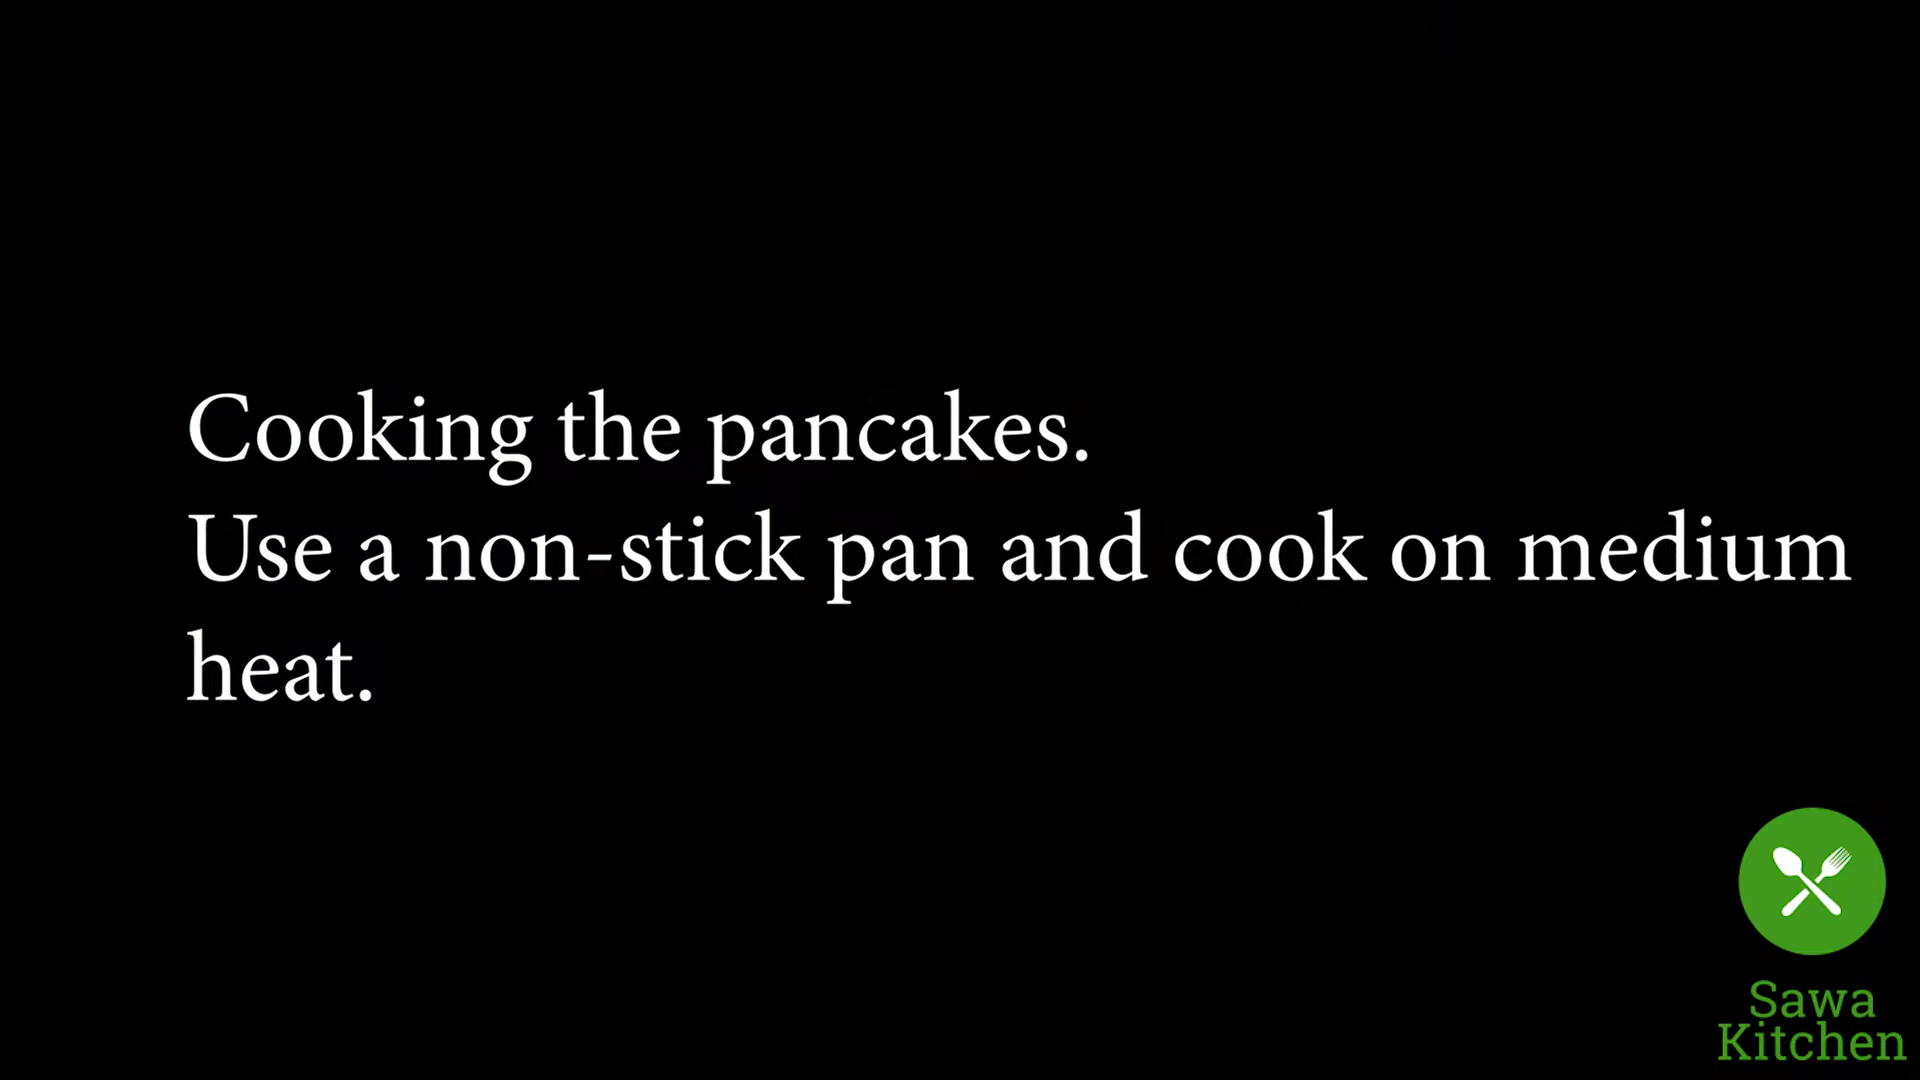 Cooking the pancakes.
Use a non-stick pan and cook on medium
heat.
Sawa
Kitchen